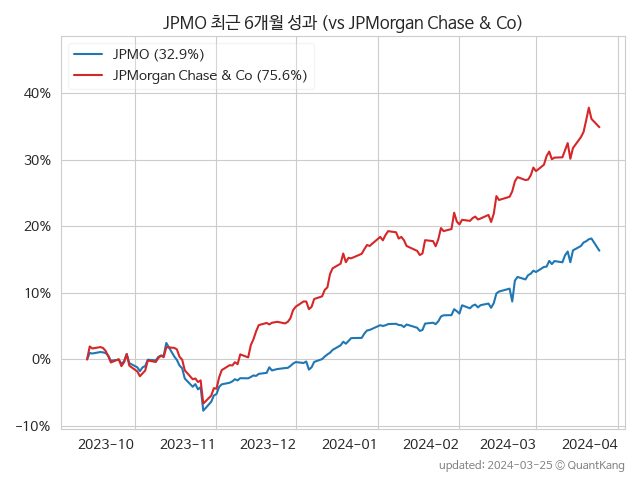 JPMO 최근 6개월 성과 (vs JPMorgan Chase & Co)
JPMO (32.9%)
JPMorgan Chase & Co (75.6%)
40%
30%
20%
10%
0%
−10%
2023-10 2023-11 2023-12 2024-01 2024-02 2024-03 2024-04
updated: 2024-03-25 © QuantKang